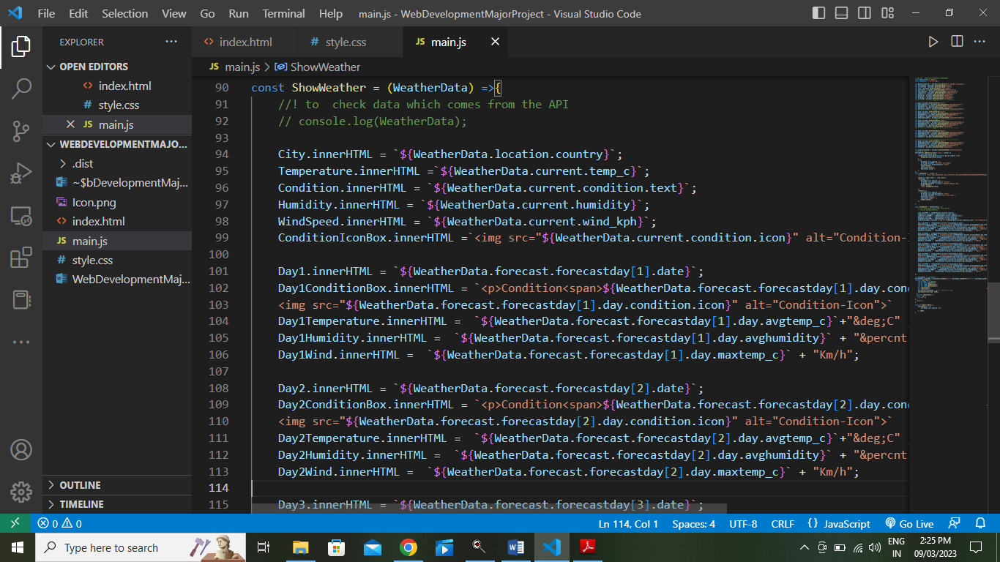 File Edit Selection View Go Run Terminal Help main.js - WebDevelopmentMajorProject - Visual Studio Code
EXPLORER
OPEN EDITORS
index.html
# style.css
JS main.js
WEBDEVELOPMENTMAJO...
.dist
~$bDevelopmentMaj...
Icon.png
index.html
JS main.js
# style.css
WebDevelopmentMaj...
OUTLINE
TIMELINE
index.html # style.css JS main.js
JS main.js > ShowWeather
90 const ShowWeather = (WeatherData) =>{
91 //! to  check data which comes from the API
92 // console.log(WeatherData);
93
94 City.innerHTML = `${WeatherData.location.country}`;
95 Temperature.innerHTML =`${WeatherData.current.temp_c}`;
96 Condition.innerHTML = `${WeatherData.current.condition.text}`;
97 Humidity.innerHTML =`${WeatherData.current.humidity}`;
98 WindSpeed.innerHTML = `${WeatherData.current.wind_kph}`;
99 ConditionIconBox.innerHTML =`<img src="${WeatherData.current.condition.icon}" alt="Condition-I
100
101 Day1.innerHTML = `${WeatherData.forecast.forecastday[1].date}`;
102 Day1ConditionBox.innerHTML =  `<p>Condition<span>${WeatherData.forecast.forecastday[1].day.con
103 <img src="${WeatherData.forecast.forecastday[1].day.condition.icon}" alt="Condition-Icon">`
104 Day1Temperature.innerHTML =  `${WeatherData.forecast.forecastday[1].day.avgtemp_c}`+"&deg;C"
105 Day1Humidity.innerHTML =  `${WeatherData.forecast.forecastday[1].day.avghumidity}` + "&percnt
106 Day1Wind.innerHTML =  `${WeatherData.forecast.forecastday[1].day.maxtemp_c}` + "Km/h";
107
108 Day2.innerHTML = `${WeatherData.forecast.forecastday[2].date}`;
109 Day2ConditionBox.innerHTML = `<p>Condition<span>${WeatherData.forecast.forecastday[2].day.con
110 <img src="${WeatherData.forecast.forecastday[2].day.condition.icon}" alt="Condition-Icon">`
111 Day2Temperature.innerHTML =  `${WeatherData.forecast.forecastday[2].day.avgtemp_c}`+"&deg;C"
112 Day2Humidity.innerHTML =  `${WeatherData.forecast.forecastday[2].day.avghumidity}` + "&percnt
113 Day2Wind.innerHTML =  `${WeatherData.forecast.forecastday[2].day.maxtemp_c}` + "Km/h";
114
115 Day3.innerHTML = `${WeatherData.forecast.forecastday[3].date}`;
0 0 Ln 114, Col 1 Spaces: 4 UTF-8 CRLF {} JavaScript Go Live
Type here to search
ENG
IN
2:25 PM
09/03/2023